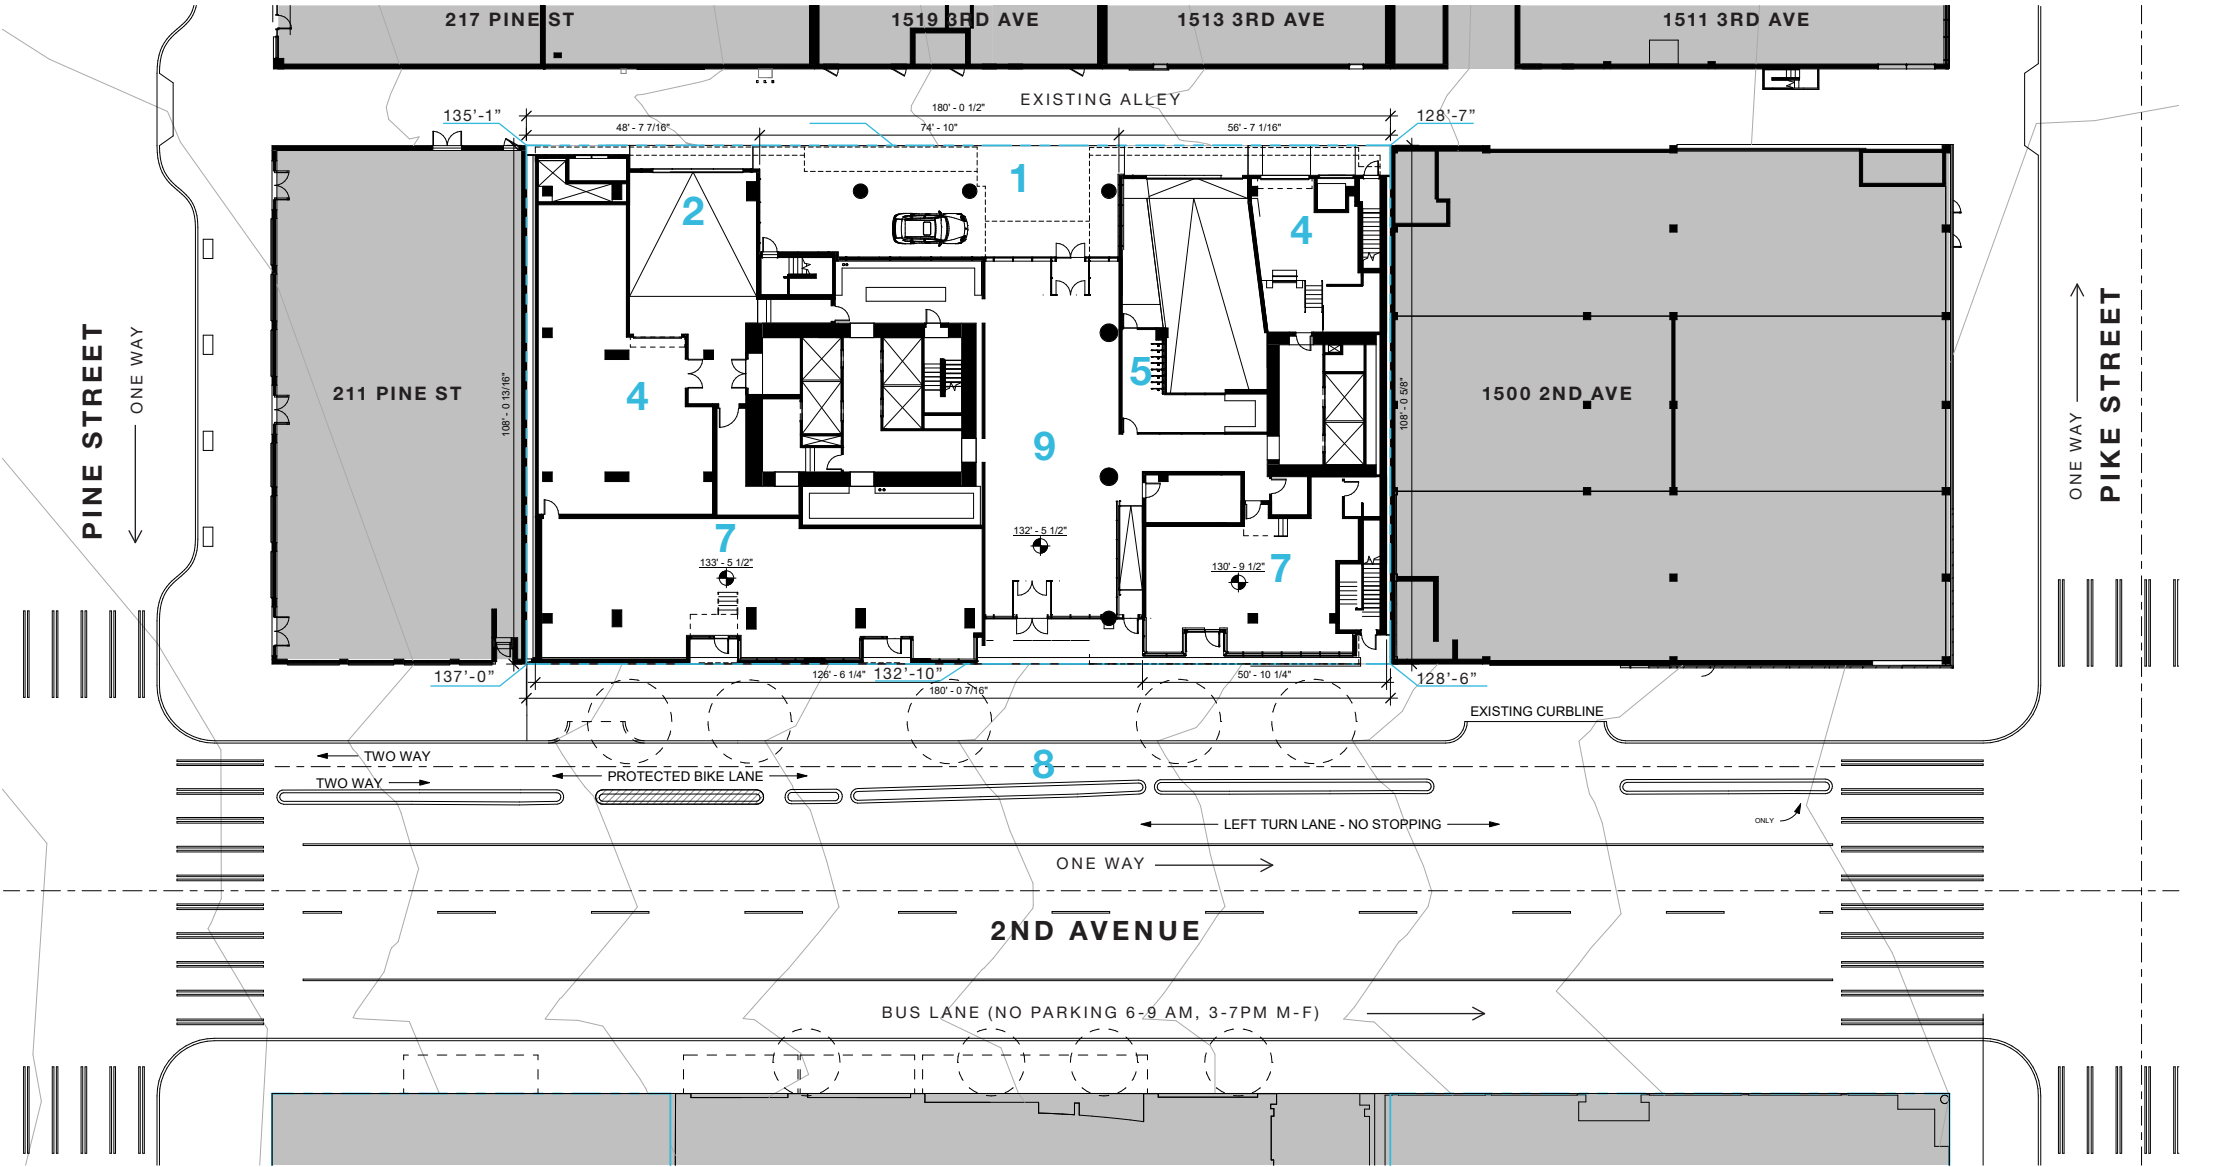 217 PINE ST
1519 3RD AVE
1513 3RD AVE
1511 3RD AVE
EXISTING ALLEY
180' - 0 1/2"
135'-1”
128'-7”
48' - 7 7/16"
74' - 10"
56' - 7 1/16"
1
2
4
PINE STREET
ONE WAY
211 PINE ST
108' - 0 13/16"
4
5
9
108' - 0 5/8"
1500 2ND AVE
ONE WAY
PIKE STREET
7
133' - 5 1/2"
132' - 5 1/2"
130' - 9 1/2"
7
137'-0”
126' - 6 1/4"
132'-10”
50' - 10 1/4"
128'-6”
180' - 0 7/16"
EXISTING CURBLINE
TWO WAY
8
TWO WAY
PROTECTED BIKE LANE
LEFT TURN LANE - NO STOPPING
ONLY
ONE WAY
2ND AVENUE
BUS LANE (NO PARKING 6-9 AM, 3-7PM M-F)